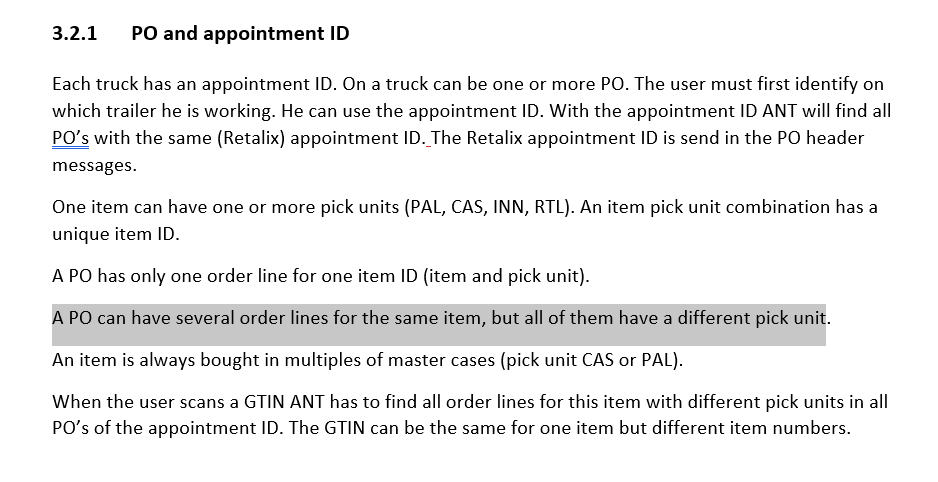 3.2.1 PO and appointment ID
Each truck has an appointment ID. On a truck can be one or more PO. The user must first identify on
which trailer he is working. He can use the appointment ID. With the appointment ID ANT will find all
PO’s with the same (Retalix) appointment ID. The Retalix appointment ID is send in the PO header
messages.
One item can have one or more pick units (PAL, CAS, INN, RTL). An item pick unit combination has a
unique item ID.
A PO has only one order line for one item ID (item and pick unit).
A PO can have several order lines for the same item, but all of them have a different pick unit.
An item is always bought in multiples of master cases (pick unit CAS or PAL).
When the user scans a GTIN ANT has to find all order lines for this item with different pick units in all
PO’s of the appointment ID. The GTIN can be the same for one item but different item numbers.